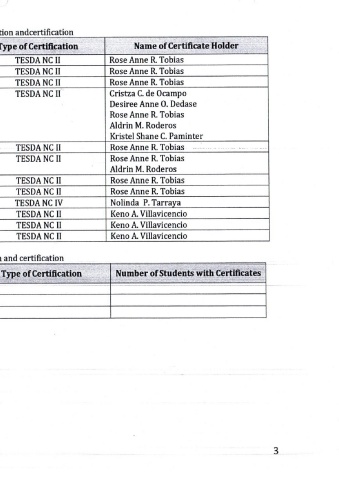 tion andcertification
Type of Certification Name of Certificate Holder
TESDA NC II Rose Anne R. Tobias
TESDA NC II Rose Anne R. Tobias
TESDA NC II Rose Anne R. Tobias
TESDA NC II Cristza C. de Ocampo
Desiree Anne O. Dedase
Rose Anne R. Tobias
Aldrin M. Roderos
Kristel Shane C. Paminter
TESDA NC II Rose Anne R. Tobias
TESDA NC II Rose Anne R. Tobias
Aldrin M. Roderos
TESDA NC II Rose Anne R. Tobias
TESDA NC II Rose Anne R. Tobias
TESDA NC IV Nolinda P. Tarraya
TESDA NC II Keno A. Villavicencio
TESDA NC II Keno A. Villavicencio
TESDA NC II Keno A. Villavicencio
and certification
Type of Certification Number of Students with Certificates
3